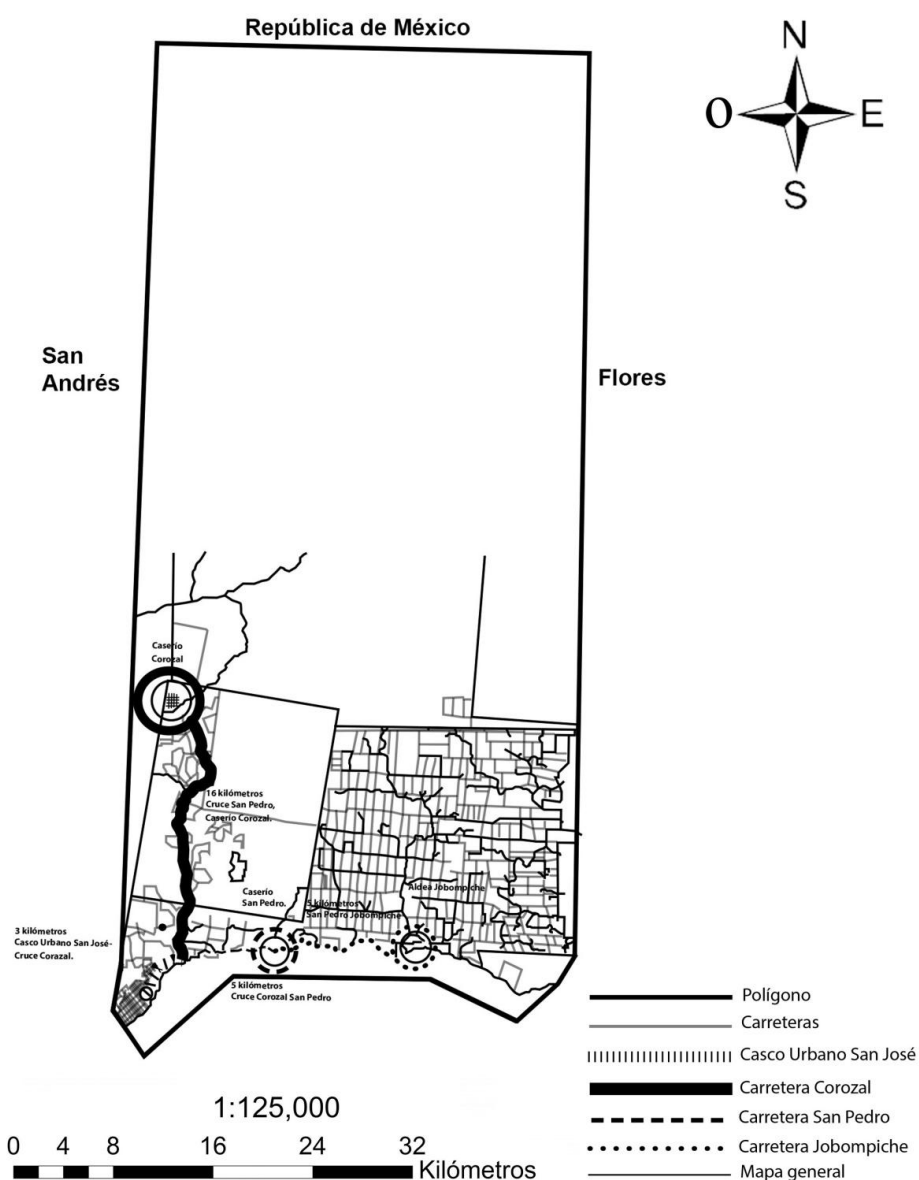 República de México
N
O
E
S
San
Andrés
Flores
Caserío
Corozal
16 kilómetros
Cruce San Pedro,
Caserío Corozal.
Caserío
San Pedro.
Aldea Jobompiche
5 kilómetros
San Pedro Jobompiche
3 kilómetros
Casco Urbano San José-
Cruce Corazal.
5 kilómetros
Cruce Corozal San Pedro
Polígono
Carreteras
Casco Urbano San José
Carretera Corozal
Carretera San Pedro
Carretera Jobompiche
Mapa general
1:125,000
0 4 8 16 24 32
Kilómetros